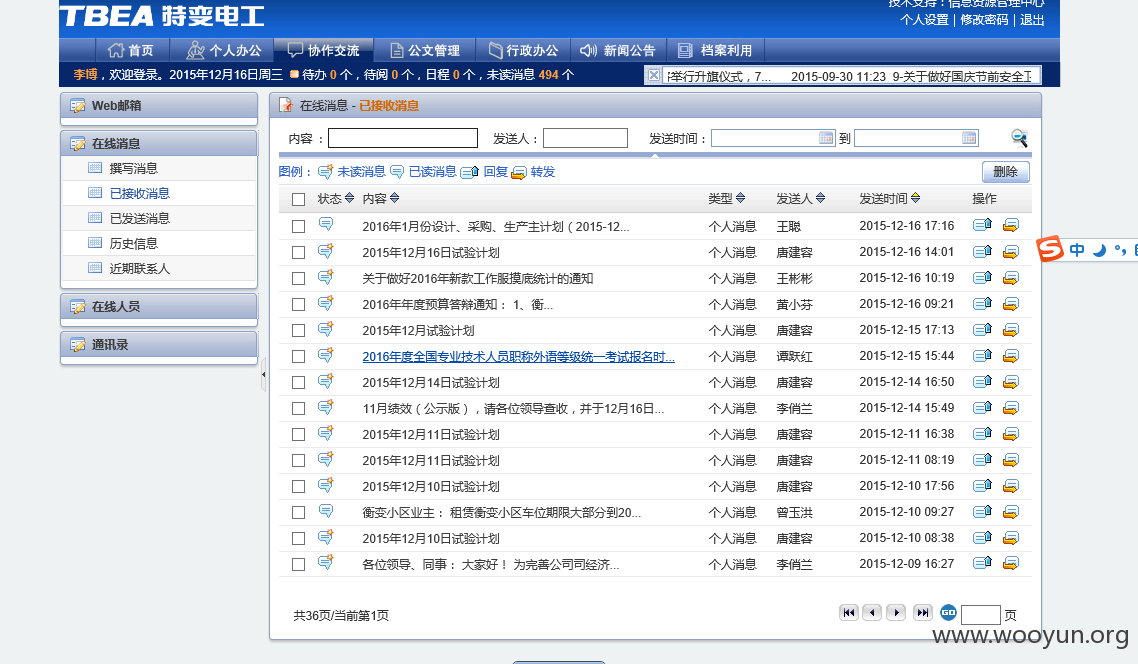 TBEA 特变电工
技术支持：信息资源管理中心
个人设置 | 修改密码 | 退出
首页 个人办公 协作交流 公文管理 行政办公 新闻公告 档案利用
李博，欢迎登录。2015年12月16日周三 待办 0 个，待阅 0 个，日程 0 个，未读消息 494 个
举行升旗仪式，7... 2015-09-30 11:23 9-关于做好国庆节前安全卫
Web邮箱
在线消息
撰写消息
已接收消息
已发送消息
历史信息
近期联系人
在线人员
通讯录
在线消息 - 已接收消息
内容： 发送人： 发送时间： 到
图例： 未读消息 已读消息 回复 转发 删除
状态 内容 类型 发送人 发送时间 操作
2016年1月份设计、采购、生产主计划（2015-12... 个人消息 王聪 2015-12-16 17:16
2015年12月16日试验计划 个人消息 唐建容 2015-12-16 14:01
关于做好2016年新款工作服摸底统计的通知 个人消息 王彬彬 2015-12-16 10:19
2016年年度预算答辩通知： 1、衡... 个人消息 黄小芬 2015-12-16 09:21
2015年12月试验计划 个人消息 唐建容 2015-12-15 17:13
2016年度全国专业技术人员职称外语等级统一考试报名时... 个人消息 谭跃红 2015-12-15 15:44
2015年12月14日试验计划 个人消息 唐建容 2015-12-14 16:50
11月绩效（公示版），请各位领导查收，并于12月16日... 个人消息 李俏兰 2015-12-14 15:49
2015年12月11日试验计划 个人消息 唐建容 2015-12-11 16:38
2015年12月11日试验计划 个人消息 唐建容 2015-12-11 08:19
2015年12月10日试验计划 个人消息 唐建容 2015-12-10 17:56
衡变小区业主： 租赁衡变小区车位期限大部分到20... 个人消息 曾玉洪 2015-12-10 09:27
2015年12月10日试验计划 个人消息 唐建容 2015-12-10 08:38
各位领导、同事： 大家好！ 为完善公司司经济... 个人消息 李俏兰 2015-12-09 16:27
共36页/当前第1页 GO 页
www.wooyun.org
S 中